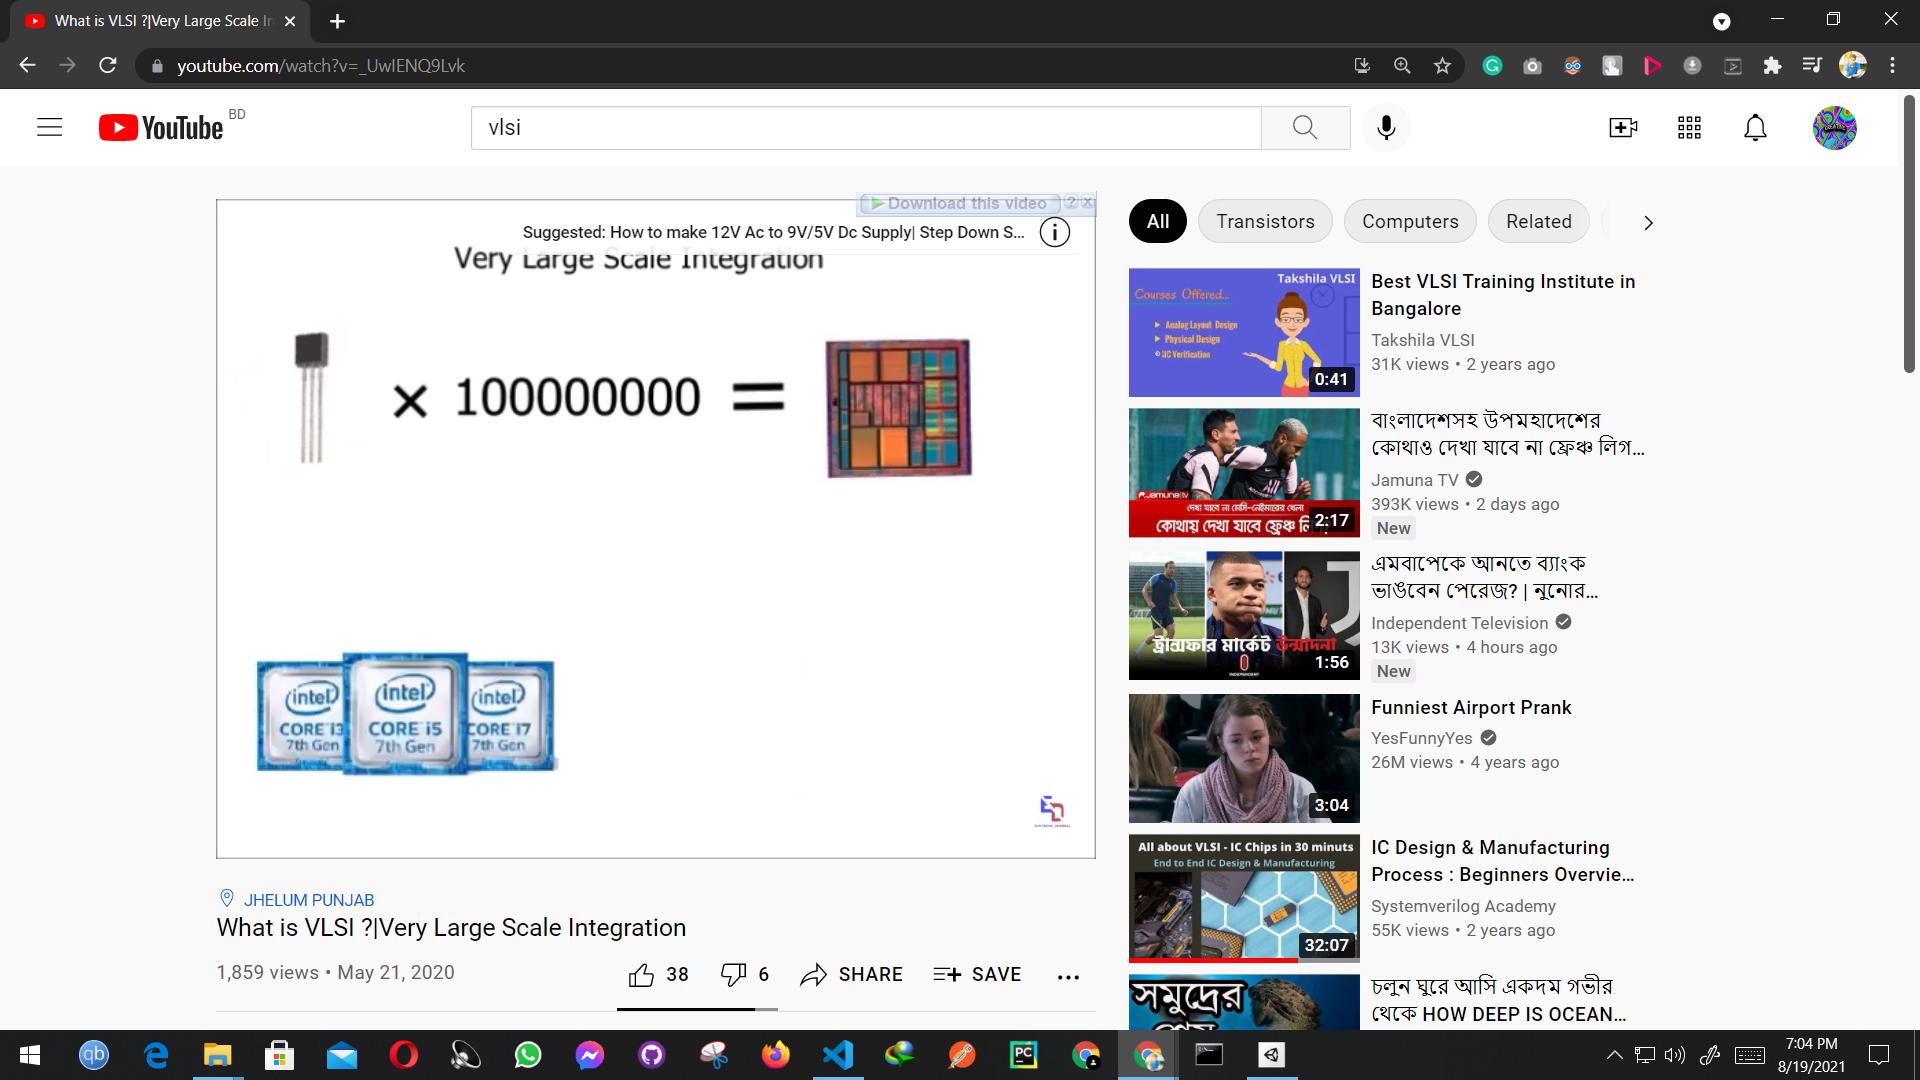 What is VLSI ?|Very Large Scale In
youtube.com/watch?v=_UwIENQ9Lvk
YouTube BD
vlsi
Download this video ? x
Suggested: How to make 12V Ac to 9V/5V Dc Supply| Step Down S...
Very Large Scale Integration
× 100000000 =
intel intel intel
CORE i3 CORE i5 CORE i7
7th Gen 7th Gen 7th Gen
JHELUM PUNJAB
What is VLSI ?|Very Large Scale Integration
1,859 views • May 21, 2020
38 6 SHARE SAVE
All Transistors Computers Related
Takshila VLSI
Courses Offered...
Analog Layout Design
Physical Design
IC Verification
0:41
Best VLSI Training Institute in
Bangalore
Takshila VLSI
31K views • 2 years ago
Jamuna tv
দেখা যাবে না মেসি-নেইমারের খেলা
কোথায় দেখা যাবে ফ্রেঞ্চ
2:17
বাংলাদেশসহ উপমহাদেশের
কোথাও দেখা যাবে না ফ্রেঞ্চ লিগ...
Jamuna TV
393K views • 2 days ago
New
ট্রান্সফার মার্কেট উন্মাদনা
INDEPENDENT
1:56
এমবাপেকে আনতে ব্যাংক
ভাঙবেন পেরেজ? | নুনোর...
Independent Television
13K views • 4 hours ago
New
3:04
Funniest Airport Prank
YesFunnyYes
26M views • 4 years ago
All about VLSI - IC Chips in 30 minuts
End to End IC Design & Manufacturing
32:07
IC Design & Manufacturing
Process : Beginners Overvie...
Systemverilog Academy
55K views • 2 years ago
সমুদ্রের
শেষ
চলুন ঘুরে আসি একদম গভীর
থেকে HOW DEEP IS OCEAN...
qb
PC
7:04 PM
8/19/2021